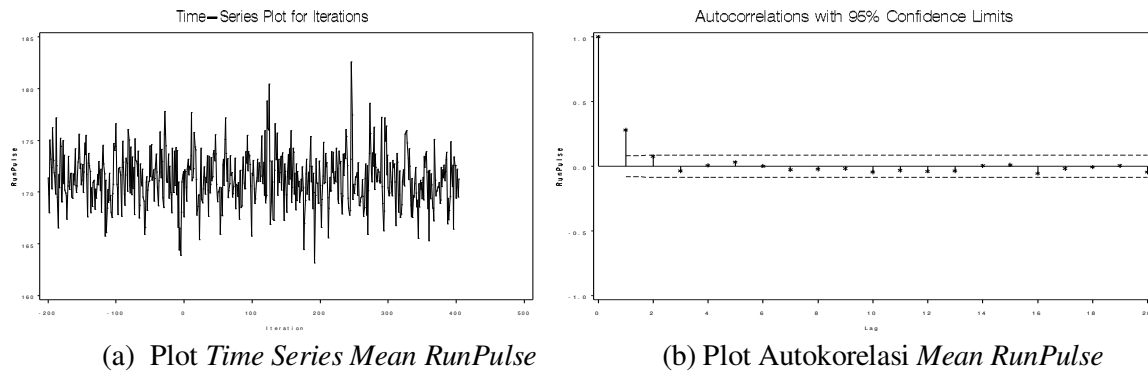 Time-Series Plot for Iterations
185
180
175
170
165
160
RunPulse
-200 -100 0 100 200 300 400 500
Iteration
(a) Plot Time Series Mean RunPulse
Autocorrelations with 95% Confidence Limits
1.0
0.5
0.0
-0.5
-1.0
RunPulse
0 2 4 6 8 10 12 14 16 18 20
Lag
(b) Plot Autokorelasi Mean RunPulse